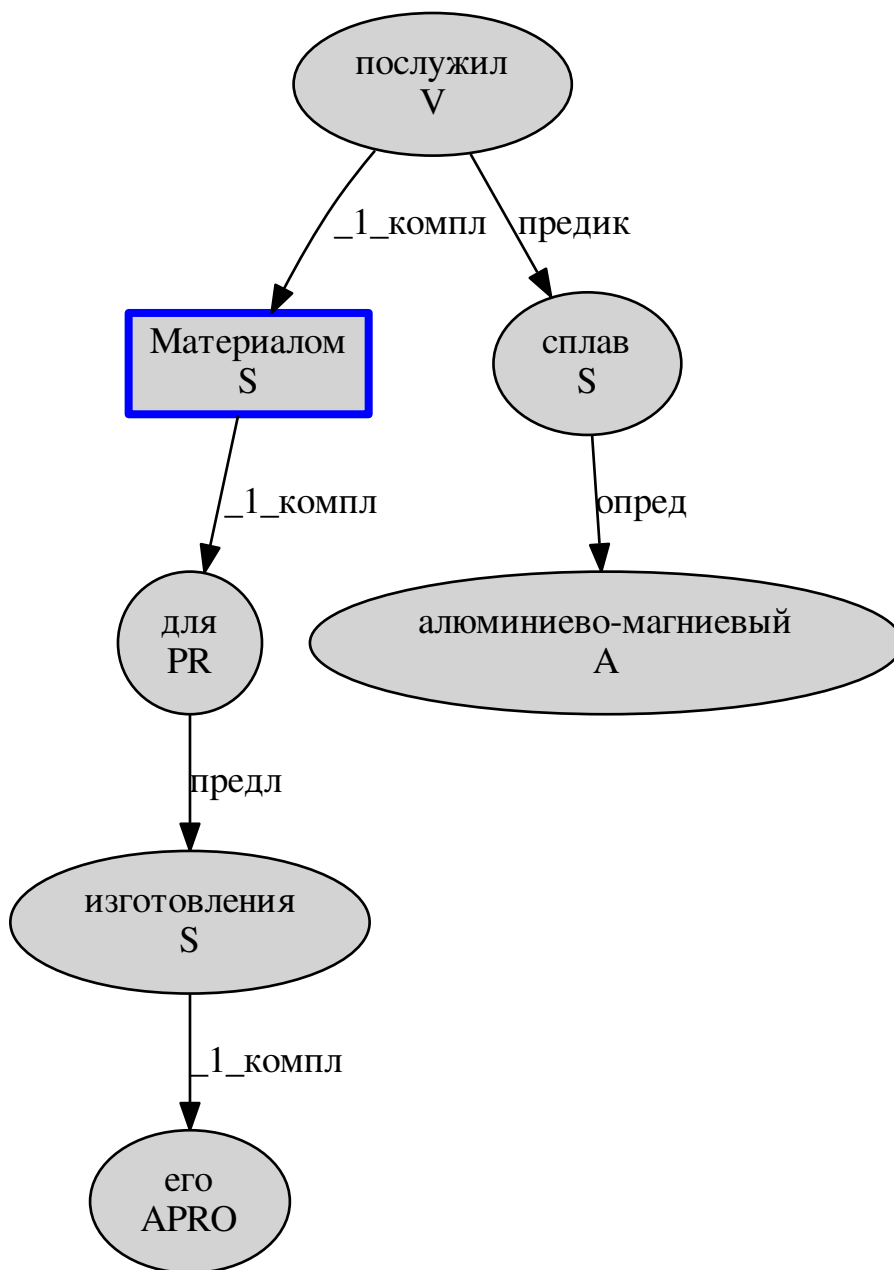 послужил
V
_1_компл
предик
Материалом
S
сплав
S
_1_компл
опред
для
PR
алюминиево-магниевый
A
предл
изготовления
S
_1_компл
его
APRO